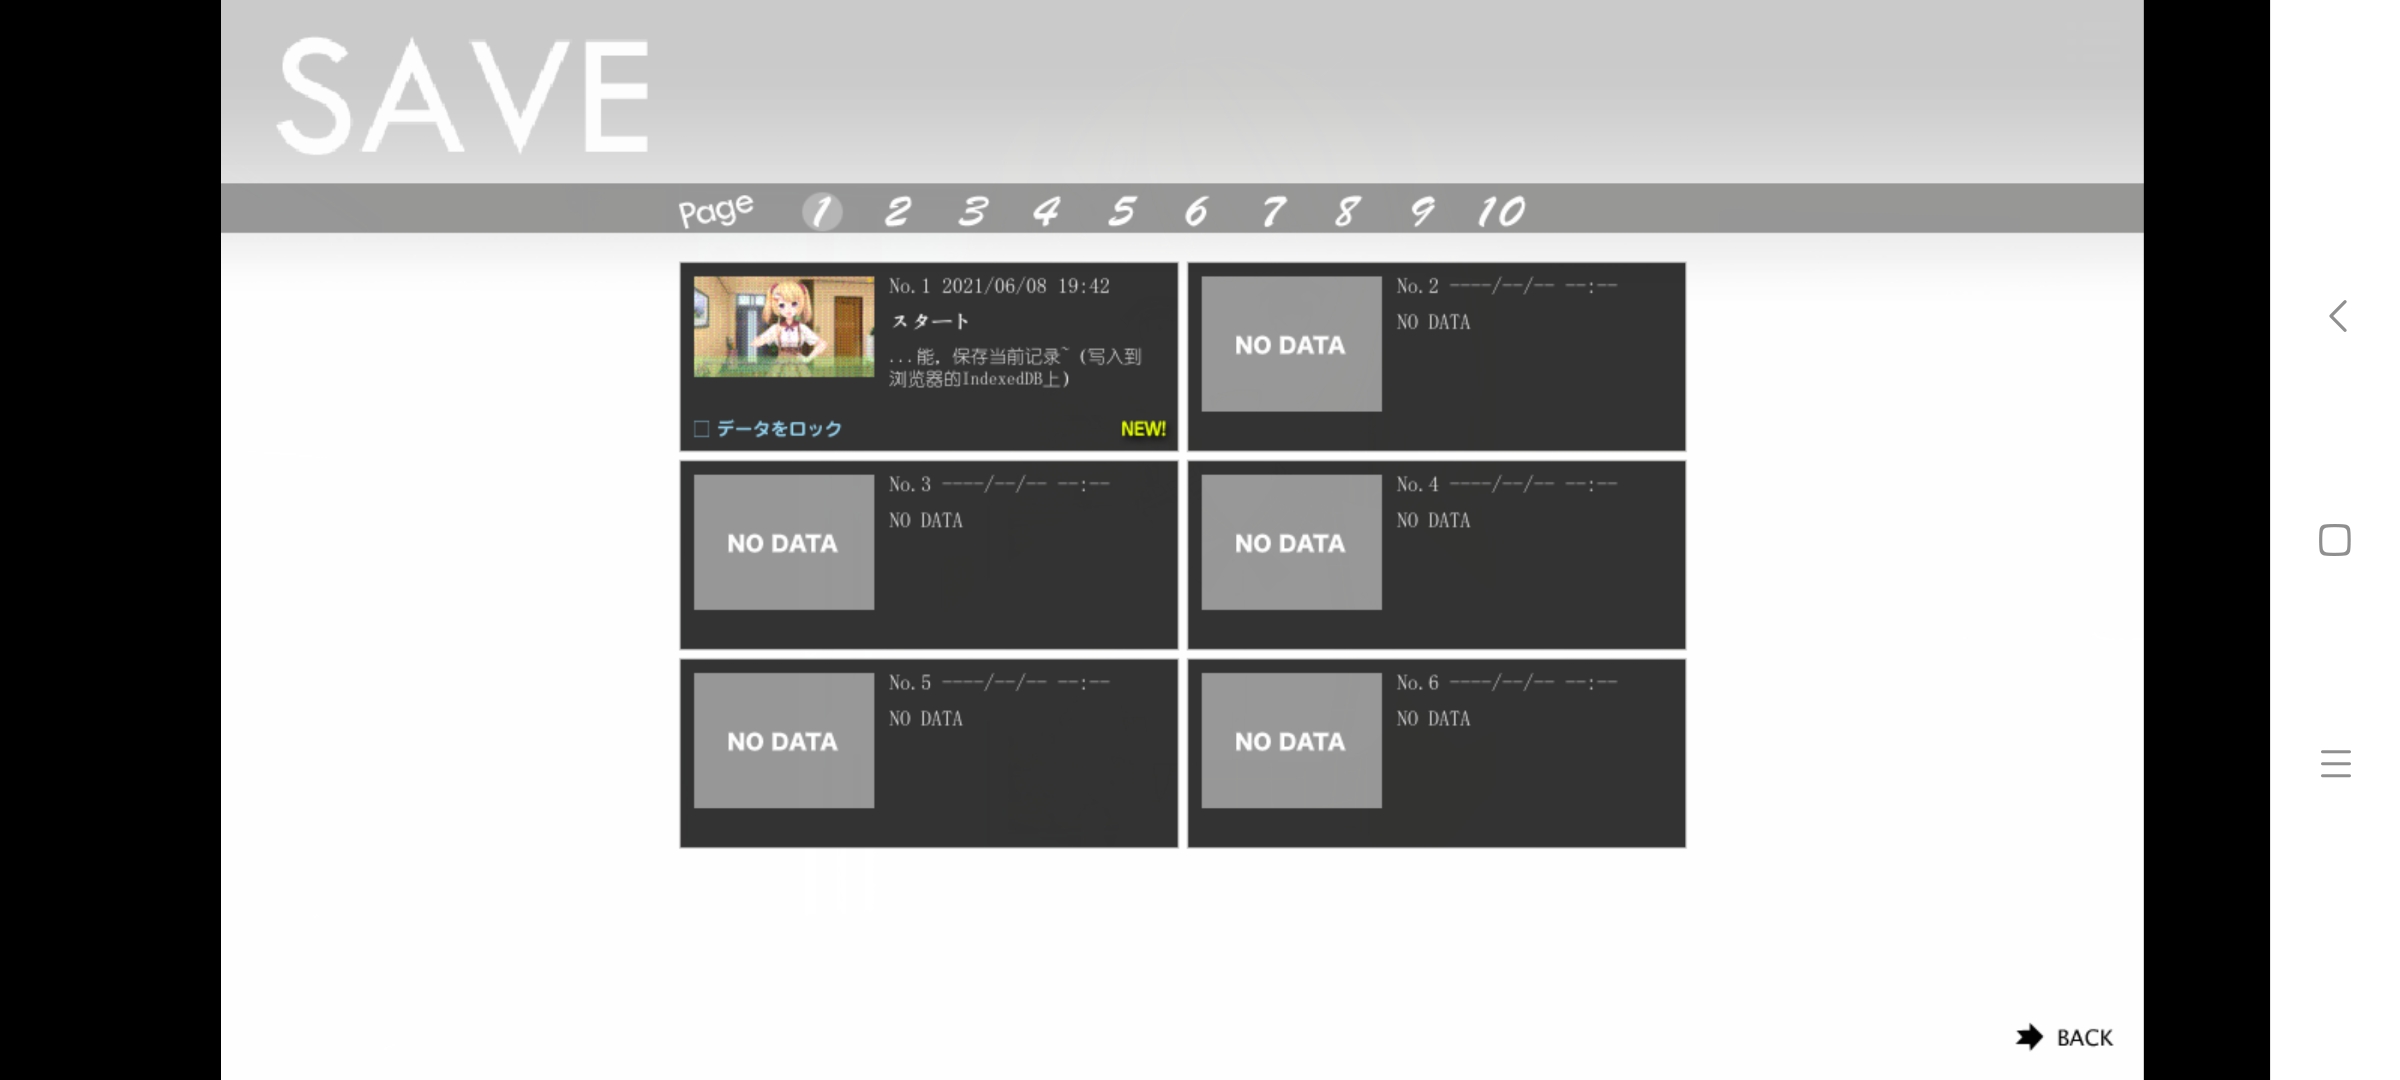 SAVE
Page 1 2 3 4 5 6 7 8 9 10
No.1 2021/06/08 19:42
スタート
...能，保存当前记录~（写入到
浏览器的IndexedDB上)
データをロック
NEW!
No.2 ----/--/-- --:--
NO DATA
NO DATA
No.3 ----/--/-- --:--
NO DATA
NO DATA
No.4 ----/--/-- --:--
NO DATA
NO DATA
No.5 ----/--/-- --:--
NO DATA
NO DATA
No.6 ----/--/-- --:--
NO DATA
NO DATA
BACK